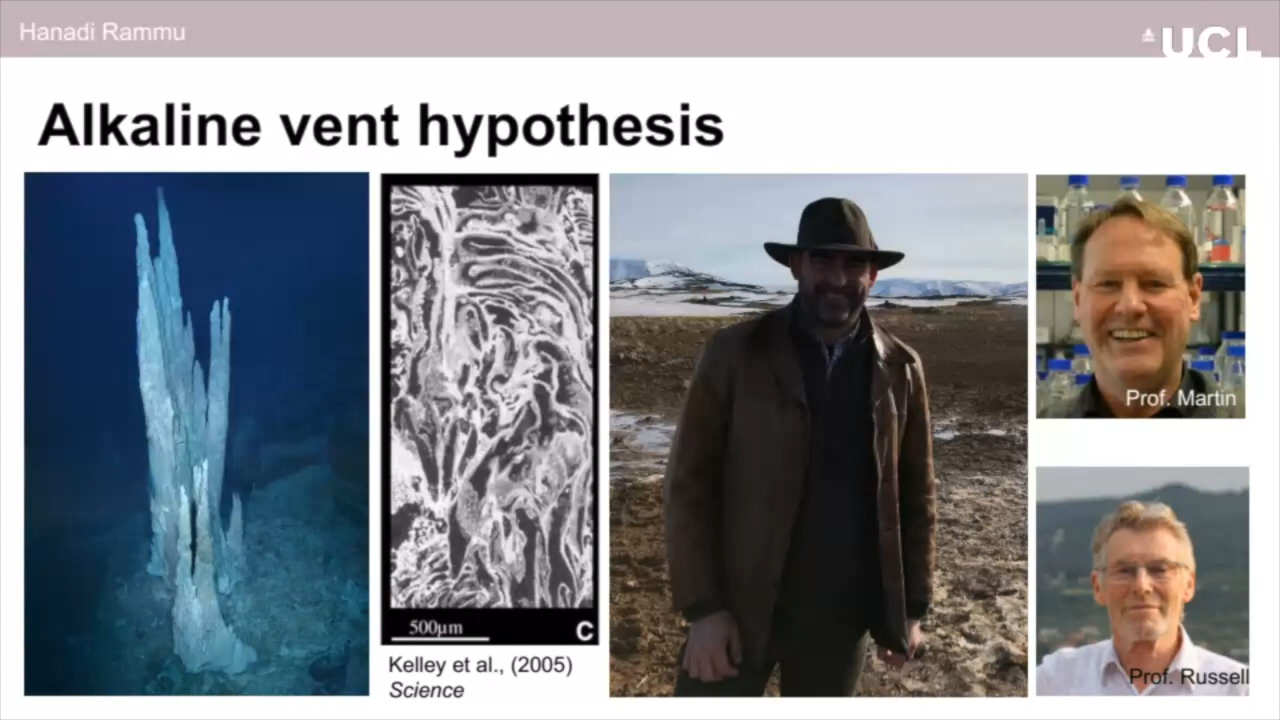 Hanadi Rammu
UCL
Alkaline vent hypothesis
500µm
C
Kelley et al., (2005)
Science
Prof. Martin
Prof. Russell